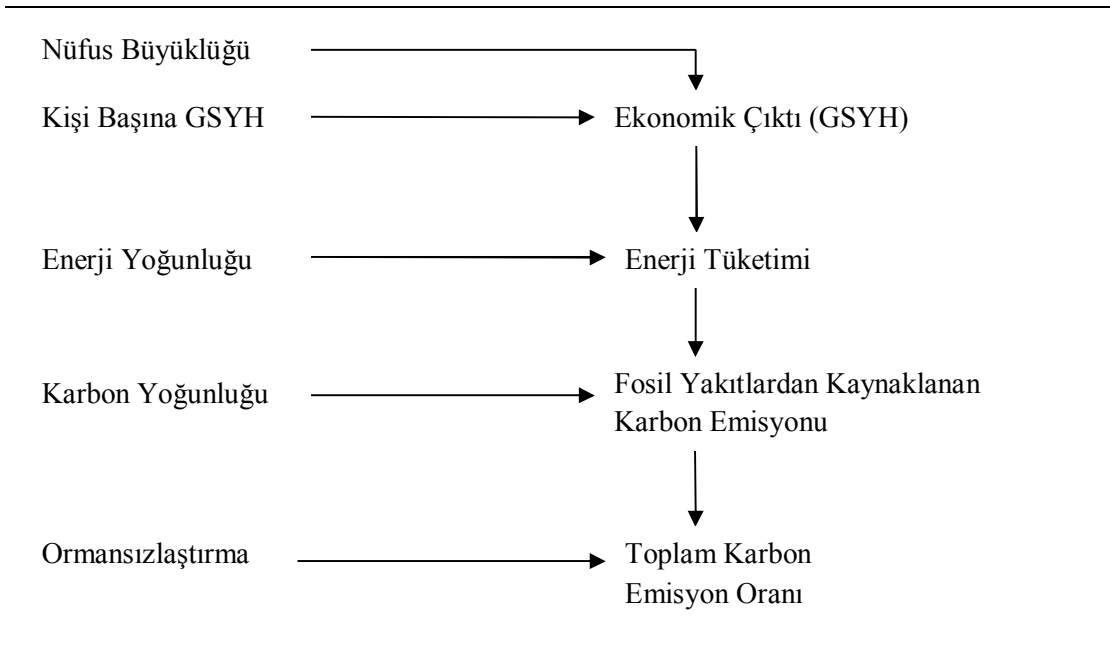 Nüfus Büyüklüğü
Kişi Başına GSYH
Ekonomik Çıktı (GSYH)
Enerji Yoğunluğu
Enerji Tüketimi
Karbon Yoğunluğu
Fosil Yakıtlardan Kaynaklanan
Karbon Emisyonu
Ormansızlaştırma
Toplam Karbon
Emisyon Oranı